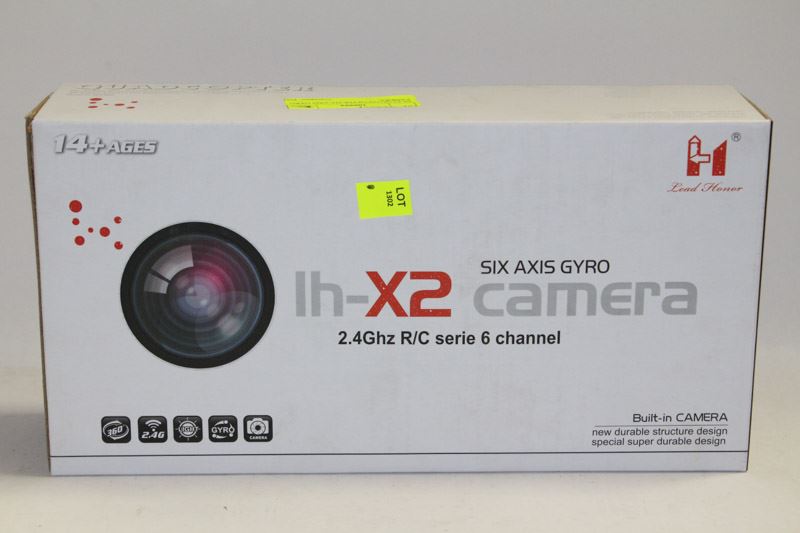 QUADCOPTER
14+AGES
®
Lead Honor
LOT
1302
SIX AXIS GYRO
lh-X2 camera
2.4Ghz R/C serie 6 channel
360°
2.4G
GYRO
CAMERA
Built-in CAMERA
new durable structure design
special super durable design